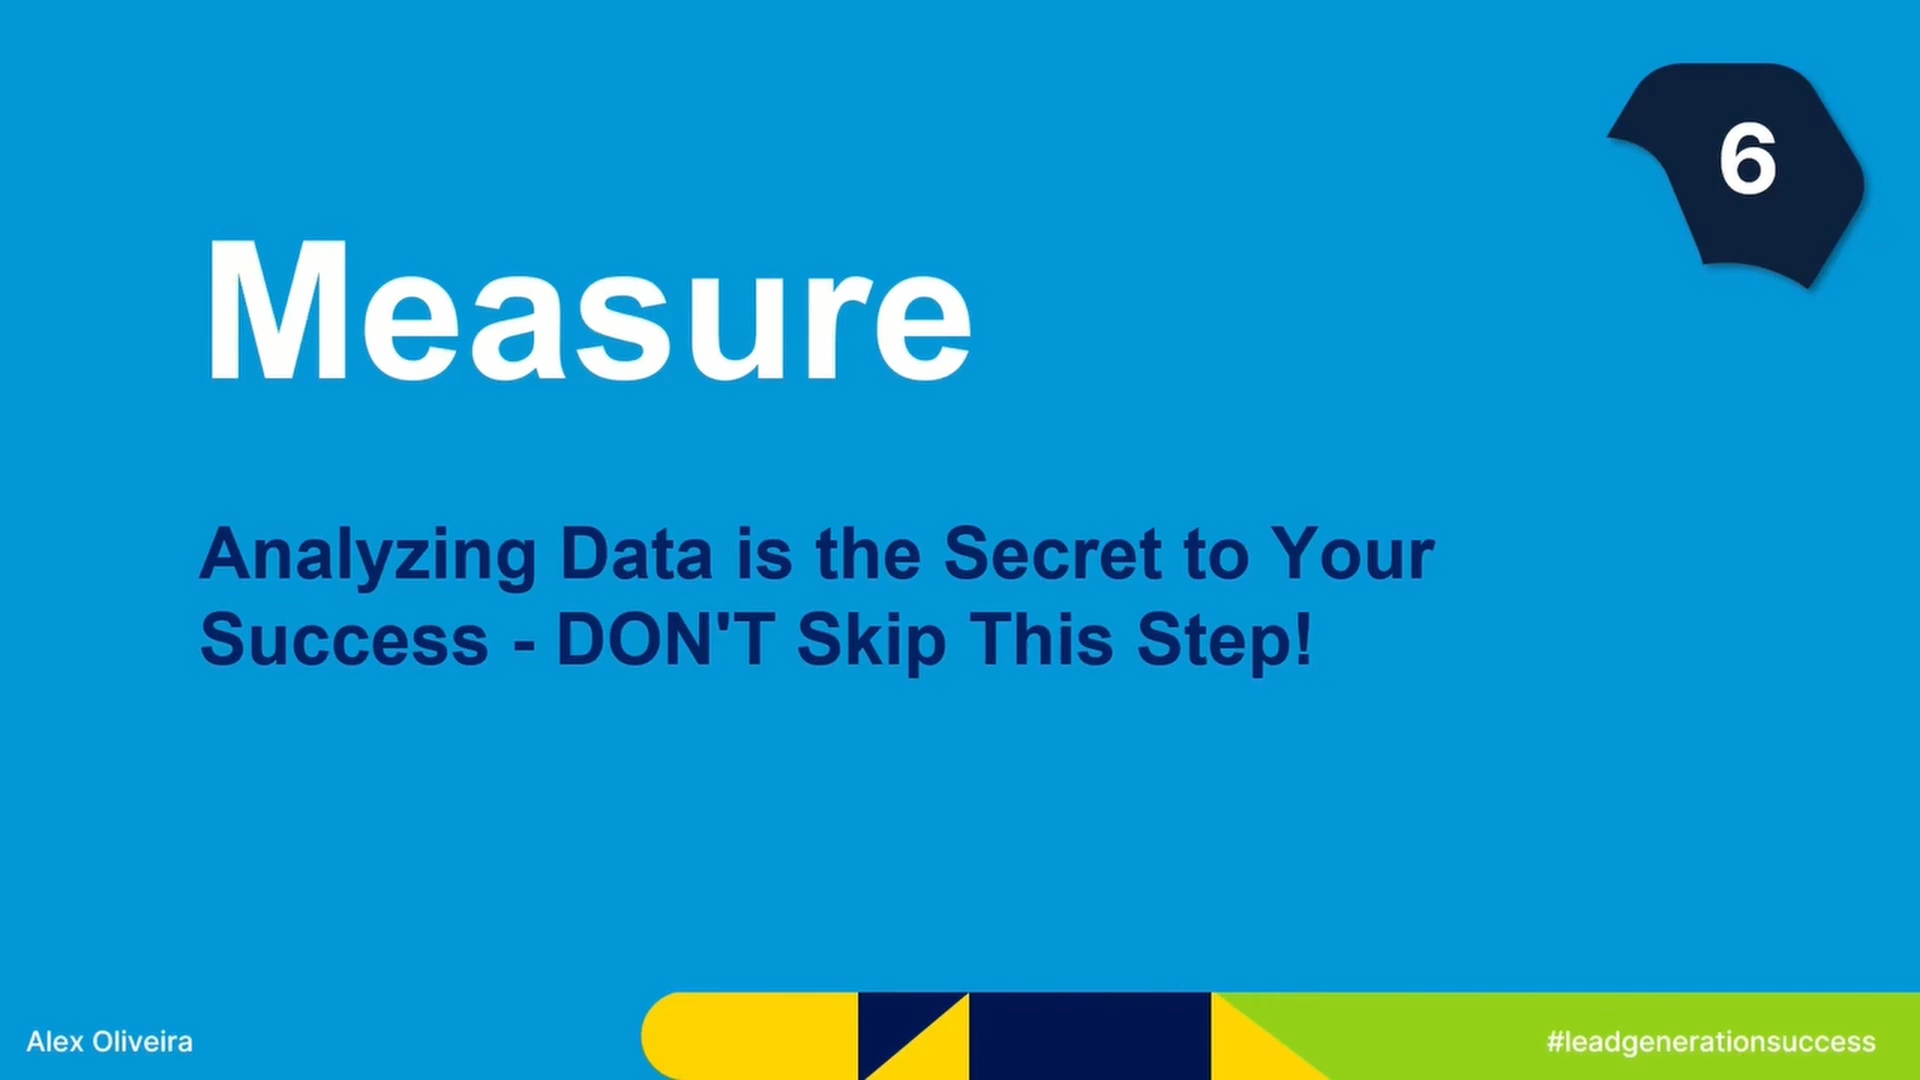 6
Measure
Analyzing Data is the Secret to Your
Success - DON'T Skip This Step!
Alex Oliveira
#leadgenerationsuccess